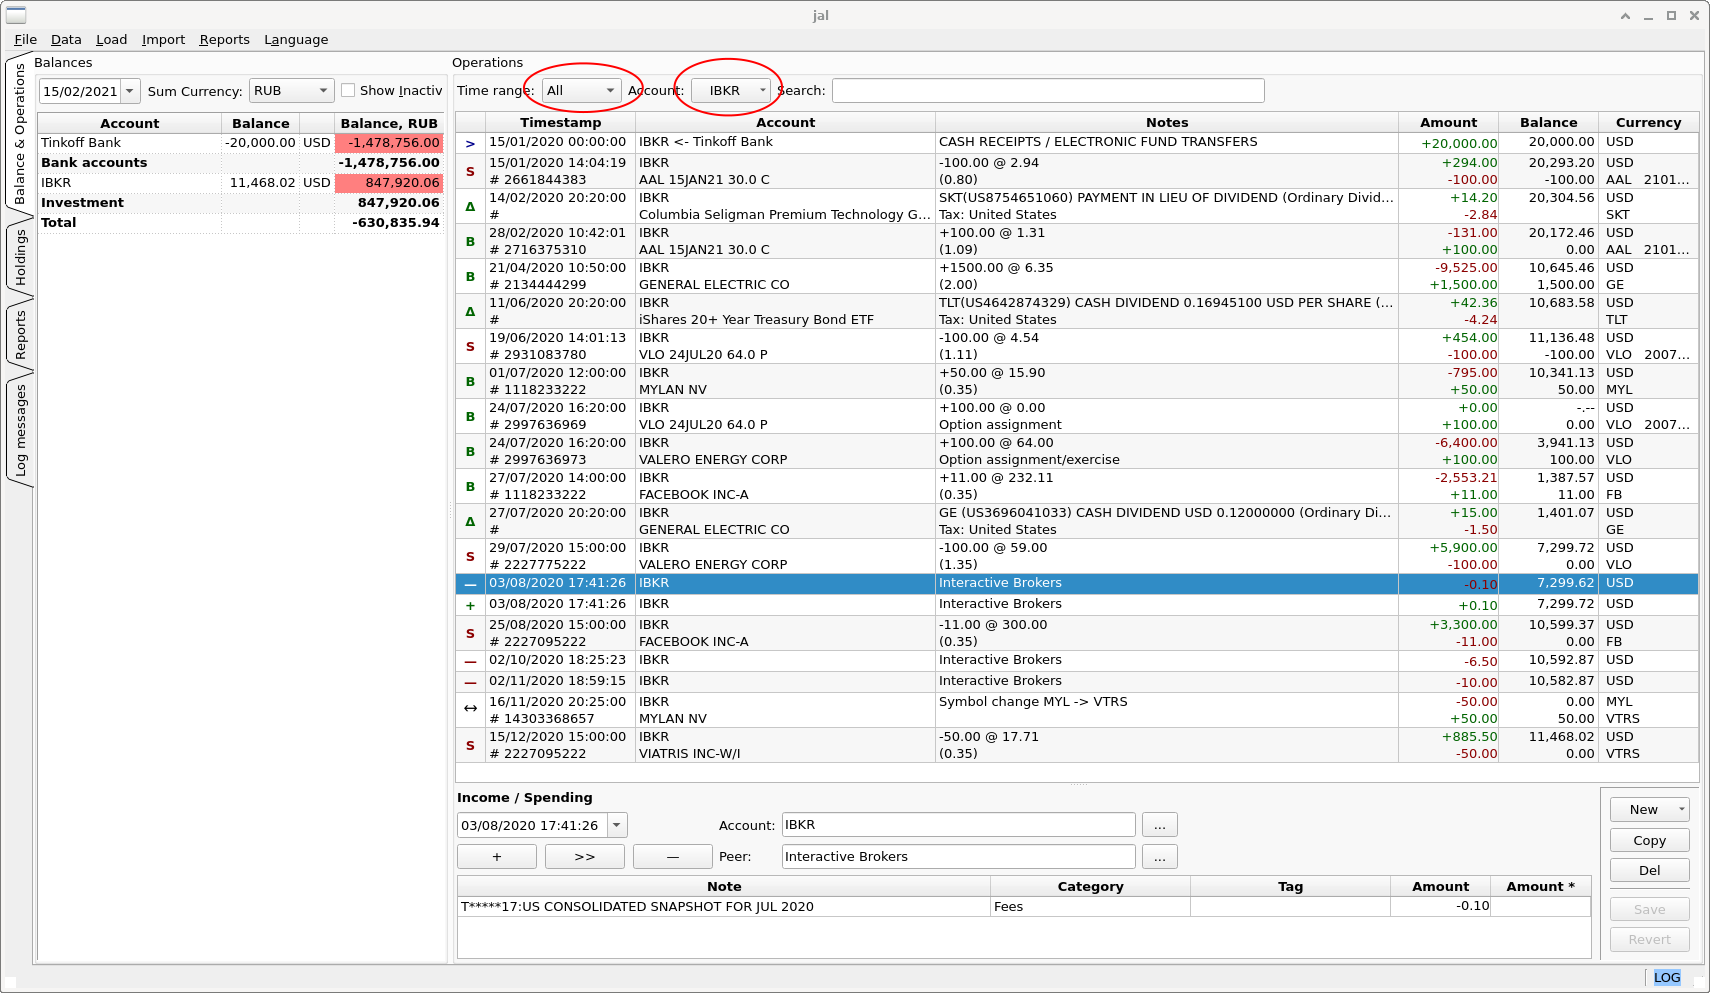 jal
File Data Load Import Reports Language
Balance & Operations
Holdings
Reports
Log messages
Balances
15/02/2021 Sum Currency: RUB Show Inactiv
Account Balance Balance, RUB
Tinkoff Bank -20,000.00 USD -1,478,756.00
Bank accounts -1,478,756.00
IBKR 11,468.02 USD 847,920.06
Investment 847,920.06
Total -630,835.94
Operations
Time range: All Account: IBKR Search:
Timestamp Account Notes Amount Balance Currency
> 15/01/2020 00:00:00 IBKR <- Tinkoff Bank CASH RECEIPTS / ELECTRONIC FUND TRANSFERS +20,000.00 20,000.00 USD
S 15/01/2020 14:04:19 IBKR -100.00 @ 2.94 +294.00 20,293.20 USD
# 2661844383 AAL 15JAN21 30.0 C (0.80) -100.00 -100.00 AAL 2101...
Δ 14/02/2020 20:20:00 IBKR SKT(US8754651060) PAYMENT IN LIEU OF DIVIDEND (Ordinary Divid... +14.20 20,304.56 USD
# Columbia Seligman Premium Technology G... Tax: United States -2.84 SKT
B 28/02/2020 10:42:01 IBKR +100.00 @ 1.31 -131.00 20,172.46 USD
# 2716375310 AAL 15JAN21 30.0 C (1.09) +100.00 0.00 AAL 2101...
B 21/04/2020 10:50:00 IBKR +1500.00 @ 6.35 -9,525.00 10,645.46 USD
# 2134444299 GENERAL ELECTRIC CO (2.00) +1,500.00 1,500.00 GE
Δ 11/06/2020 20:20:00 IBKR TLT(US4642874329) CASH DIVIDEND 0.16945100 USD PER SHARE (... +42.36 10,683.58 USD
# iShares 20+ Year Treasury Bond ETF Tax: United States -4.24 TLT
S 19/06/2020 14:01:13 IBKR -100.00 @ 4.54 +454.00 11,136.48 USD
# 2931083780 VLO 24JUL20 64.0 P (1.11) -100.00 -100.00 VLO 2007...
B 01/07/2020 12:00:00 IBKR +50.00 @ 15.90 -795.00 10,341.13 USD
# 1118233222 MYLAN NV (0.35) +50.00 50.00 MYL
B 24/07/2020 16:20:00 IBKR +100.00 @ 0.00 +0.00 -.-- USD
# 2997636969 VLO 24JUL20 64.0 P Option assignment +100.00 0.00 VLO 2007...
B 24/07/2020 16:20:00 IBKR +100.00 @ 64.00 -6,400.00 3,941.13 USD
# 2997636973 VALERO ENERGY CORP Option assignment/exercise +100.00 100.00 VLO
B 27/07/2020 14:00:00 IBKR +11.00 @ 232.11 -2,553.21 1,387.57 USD
# 1118233222 FACEBOOK INC-A (0.35) +11.00 11.00 FB
Δ 27/07/2020 20:20:00 IBKR GE (US3696041033) CASH DIVIDEND USD 0.12000000 (Ordinary Di... +15.00 1,401.07 USD
# GENERAL ELECTRIC CO Tax: United States -1.50 GE
S 29/07/2020 15:00:00 IBKR -100.00 @ 59.00 +5,900.00 7,299.72 USD
# 2227775222 VALERO ENERGY CORP (1.35) -100.00 0.00 VLO
— 03/08/2020 17:41:26 IBKR Interactive Brokers -0.10 7,299.62 USD
+ 03/08/2020 17:41:26 IBKR Interactive Brokers +0.10 7,299.72 USD
S 25/08/2020 15:00:00 IBKR -11.00 @ 300.00 +3,300.00 10,599.37 USD
# 2227095222 FACEBOOK INC-A (0.35) -11.00 0.00 FB
— 02/10/2020 18:25:23 IBKR Interactive Brokers -6.50 10,592.87 USD
— 02/11/2020 18:59:15 IBKR Interactive Brokers -10.00 10,582.87 USD
↔ 16/11/2020 20:25:00 IBKR Symbol change MYL -> VTRS -50.00 0.00 MYL
# 14303368657 MYLAN NV +50.00 50.00 VTRS
S 15/12/2020 15:00:00 IBKR -50.00 @ 17.71 +885.50 11,468.02 USD
# 2227095222 VIATRIS INC-W/I (0.35) -50.00 0.00 VTRS
Income / Spending
03/08/2020 17:41:26 Account: IBKR ...
+ >> — Peer: Interactive Brokers ...
Note Category Tag Amount Amount *
T*****17:US CONSOLIDATED SNAPSHOT FOR JUL 2020 Fees -0.10
New
Copy
Del
Save
Revert
LOG